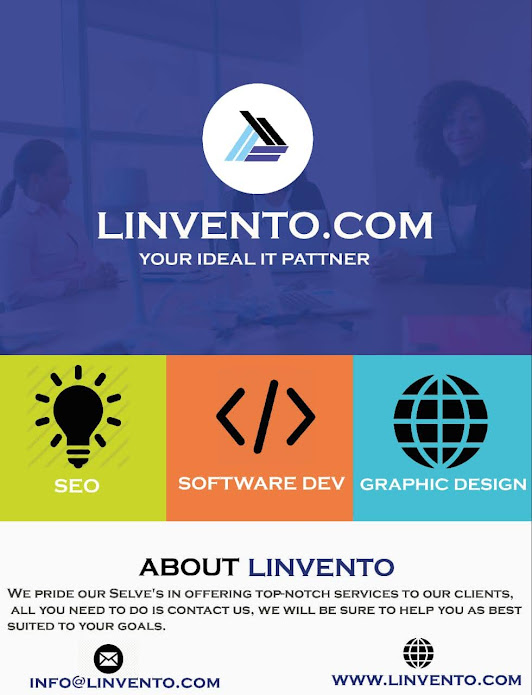 LINVENTO.COM
YOUR IDEAL IT PATTNER
SEO
SOFTWARE DEV
GRAPHIC DESIGN
ABOUT LINVENTO
WE PRIDE OUR SELVE'S IN OFFERING TOP-NOTCH SERVICES TO OUR CLIENTS,
ALL YOU NEED TO DO IS CONTACT US, WE WILL BE SURE TO HELP YOU AS BEST
SUITED TO YOUR GOALS.
INFO@LINVENTO.COM
WWW.LINVENTO.COM